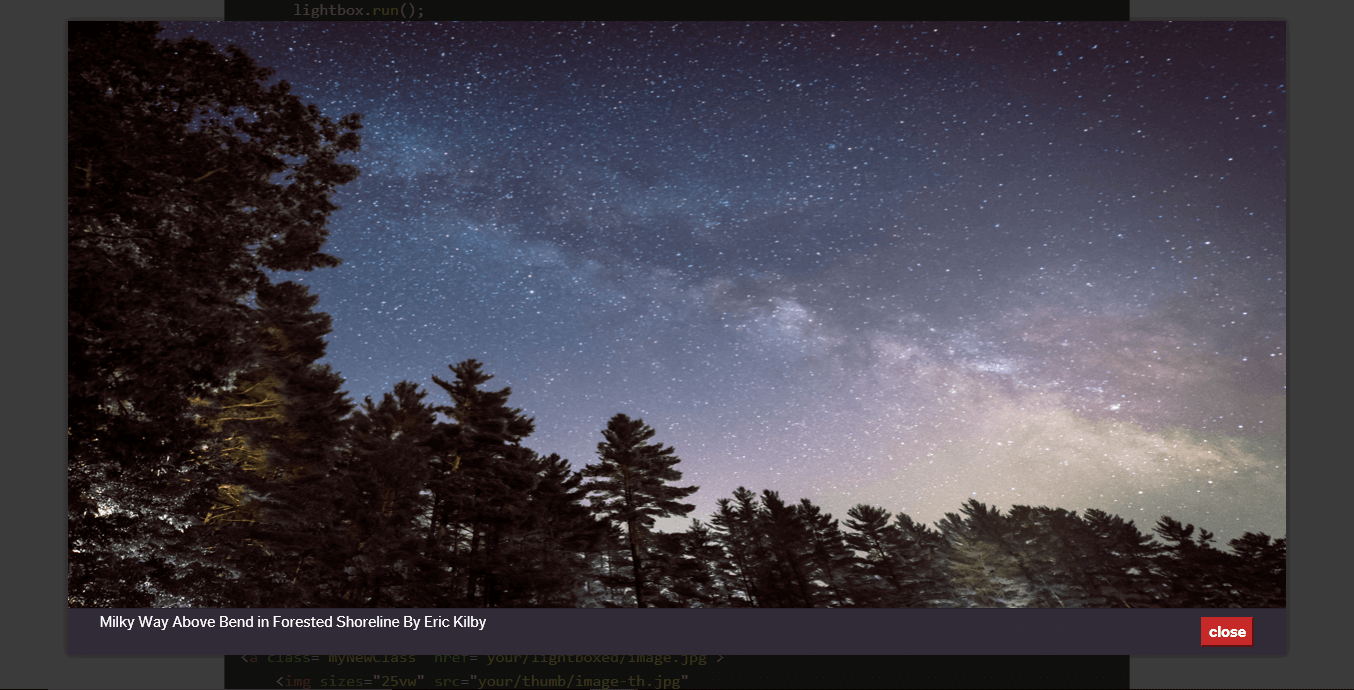 lightbox.run();
Milky Way Above Bend in Forested Shoreline By Eric Kilby
close
<a class="myNewClass" href="your/lightboxed/image.jpg">
<img sizes="25vw" src="your/thumb/image-th.jpg"